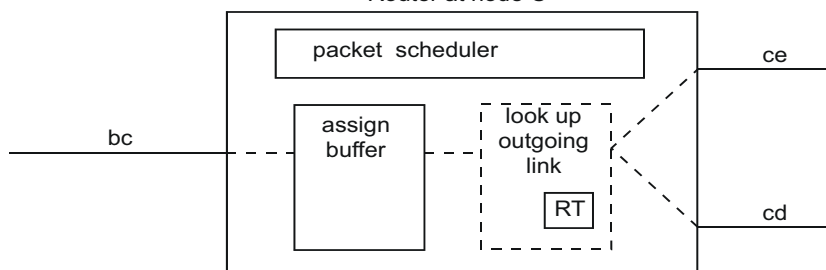 packet scheduler
ce
bc
assign
buffer
look up
outgoing
link
RT
cd